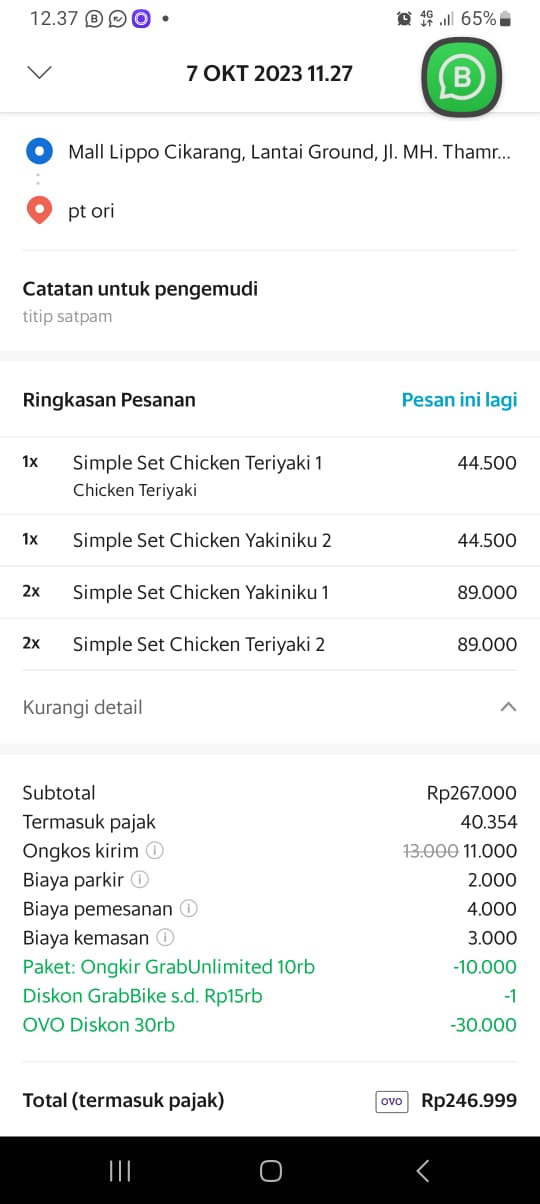 12.37
4G
65%
7 OKT 2023 11.27
B
Mall Lippo Cikarang, Lantai Ground, Jl. MH. Thamr...
pt ori
Catatan untuk pengemudi
titip satpam
Ringkasan Pesanan Pesan ini lagi
1x Simple Set Chicken Teriyaki 1 44.500
Chicken Teriyaki
1x Simple Set Chicken Yakiniku 2 44.500
2x Simple Set Chicken Yakiniku 1 89.000
2x Simple Set Chicken Teriyaki 2 89.000
Kurangi detail
Subtotal Rp267.000
Termasuk pajak 40.354
Ongkos kirim 13.000 11.000
Biaya parkir 2.000
Biaya pemesanan 4.000
Biaya kemasan 3.000
Paket: Ongkir GrabUnlimited 10rb -10.000
Diskon GrabBike s.d. Rp15rb -1
OVO Diskon 30rb -30.000
Total (termasuk pajak) OVO Rp246.999